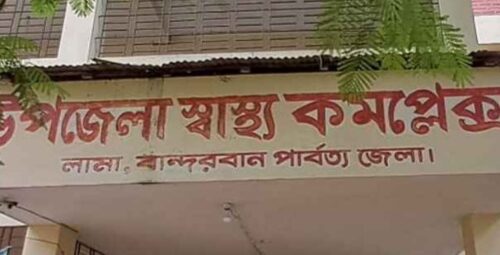 উপজেলা স্বাস্থ্য কমপ্লেক্স
লামা, বান্দরবান পার্বত্য জেলা।